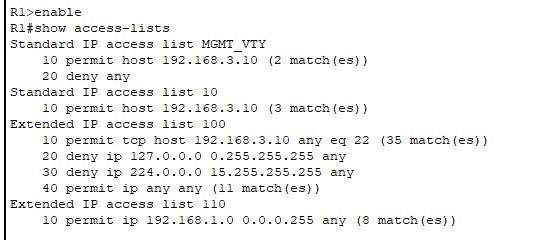 R1>enable
R1#show access-lists
Standard IP access list MGMT_VTY
    10 permit host 192.168.3.10 (2 match(es))
    20 deny any
Standard IP access list 10
    10 permit host 192.168.3.10 (3 match(es))
Extended IP access list 100
    10 permit tcp host 192.168.3.10 any eq 22 (35 match(es))
    20 deny ip 127.0.0.0 0.255.255.255 any
    30 deny ip 224.0.0.0 15.255.255.255 any
    40 permit ip any any (11 match(es))
Extended IP access list 110
    10 permit ip 192.168.1.0 0.0.0.255 any (8 match(es))